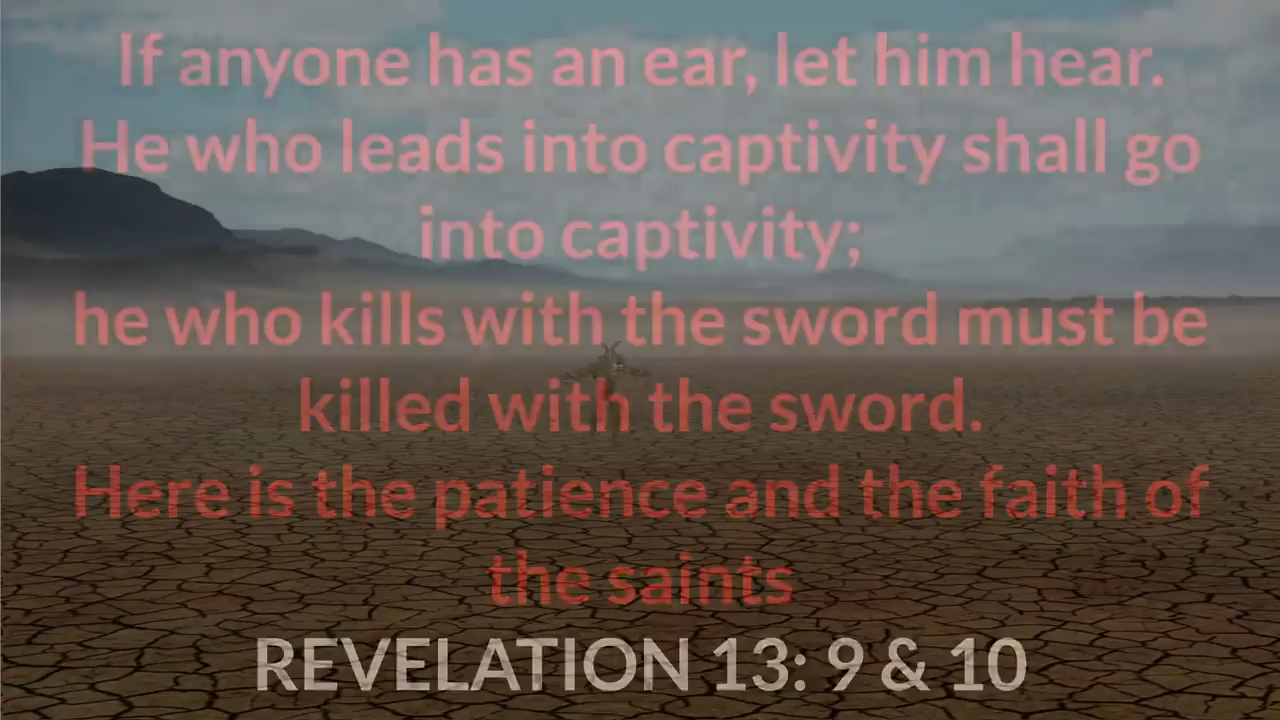 If anyone has an ear, let him hear.
He who leads into captivity shall go
into captivity;
he who kills with the sword must be
killed with the sword.
Here is the patience and the faith of
the saints
REVELATION 13: 9 & 10